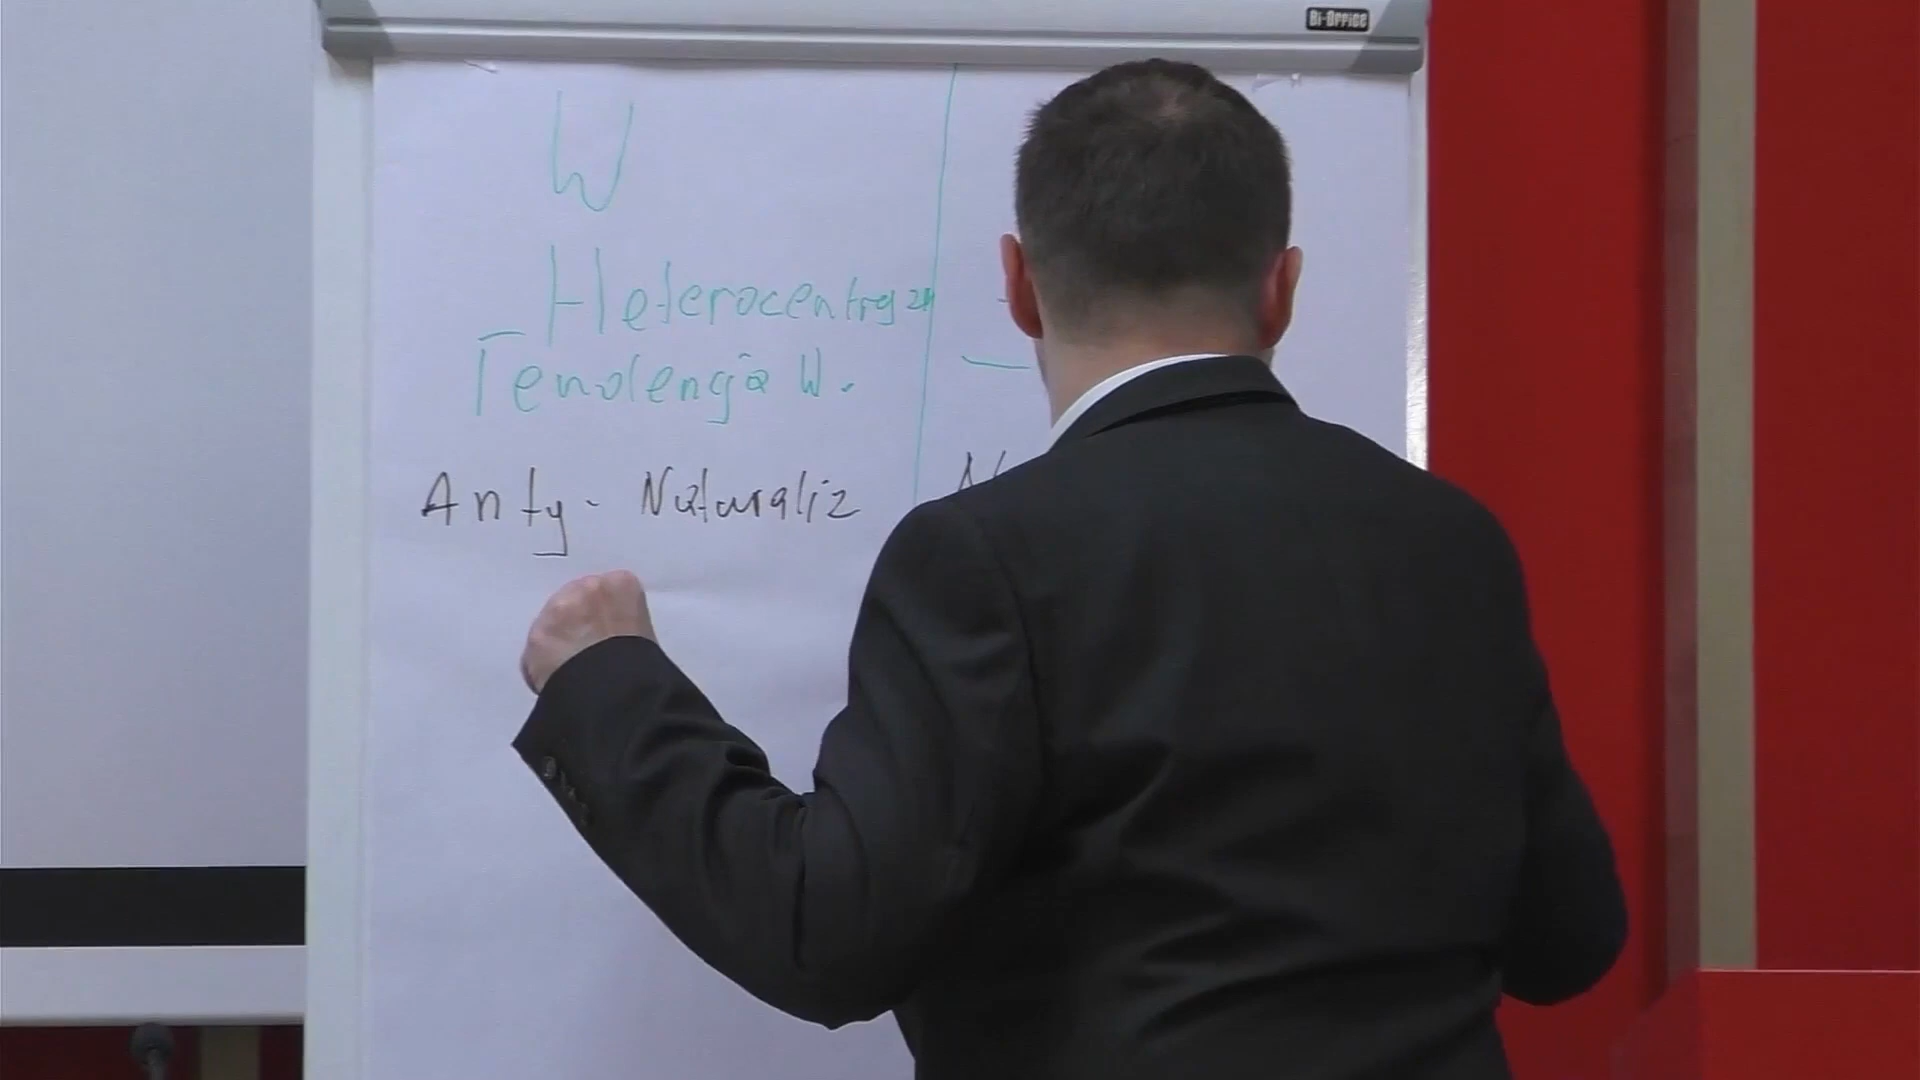 Bi-Office
W
Heterocentryzm
Tendencja W.
Anty- Naturaliz
N